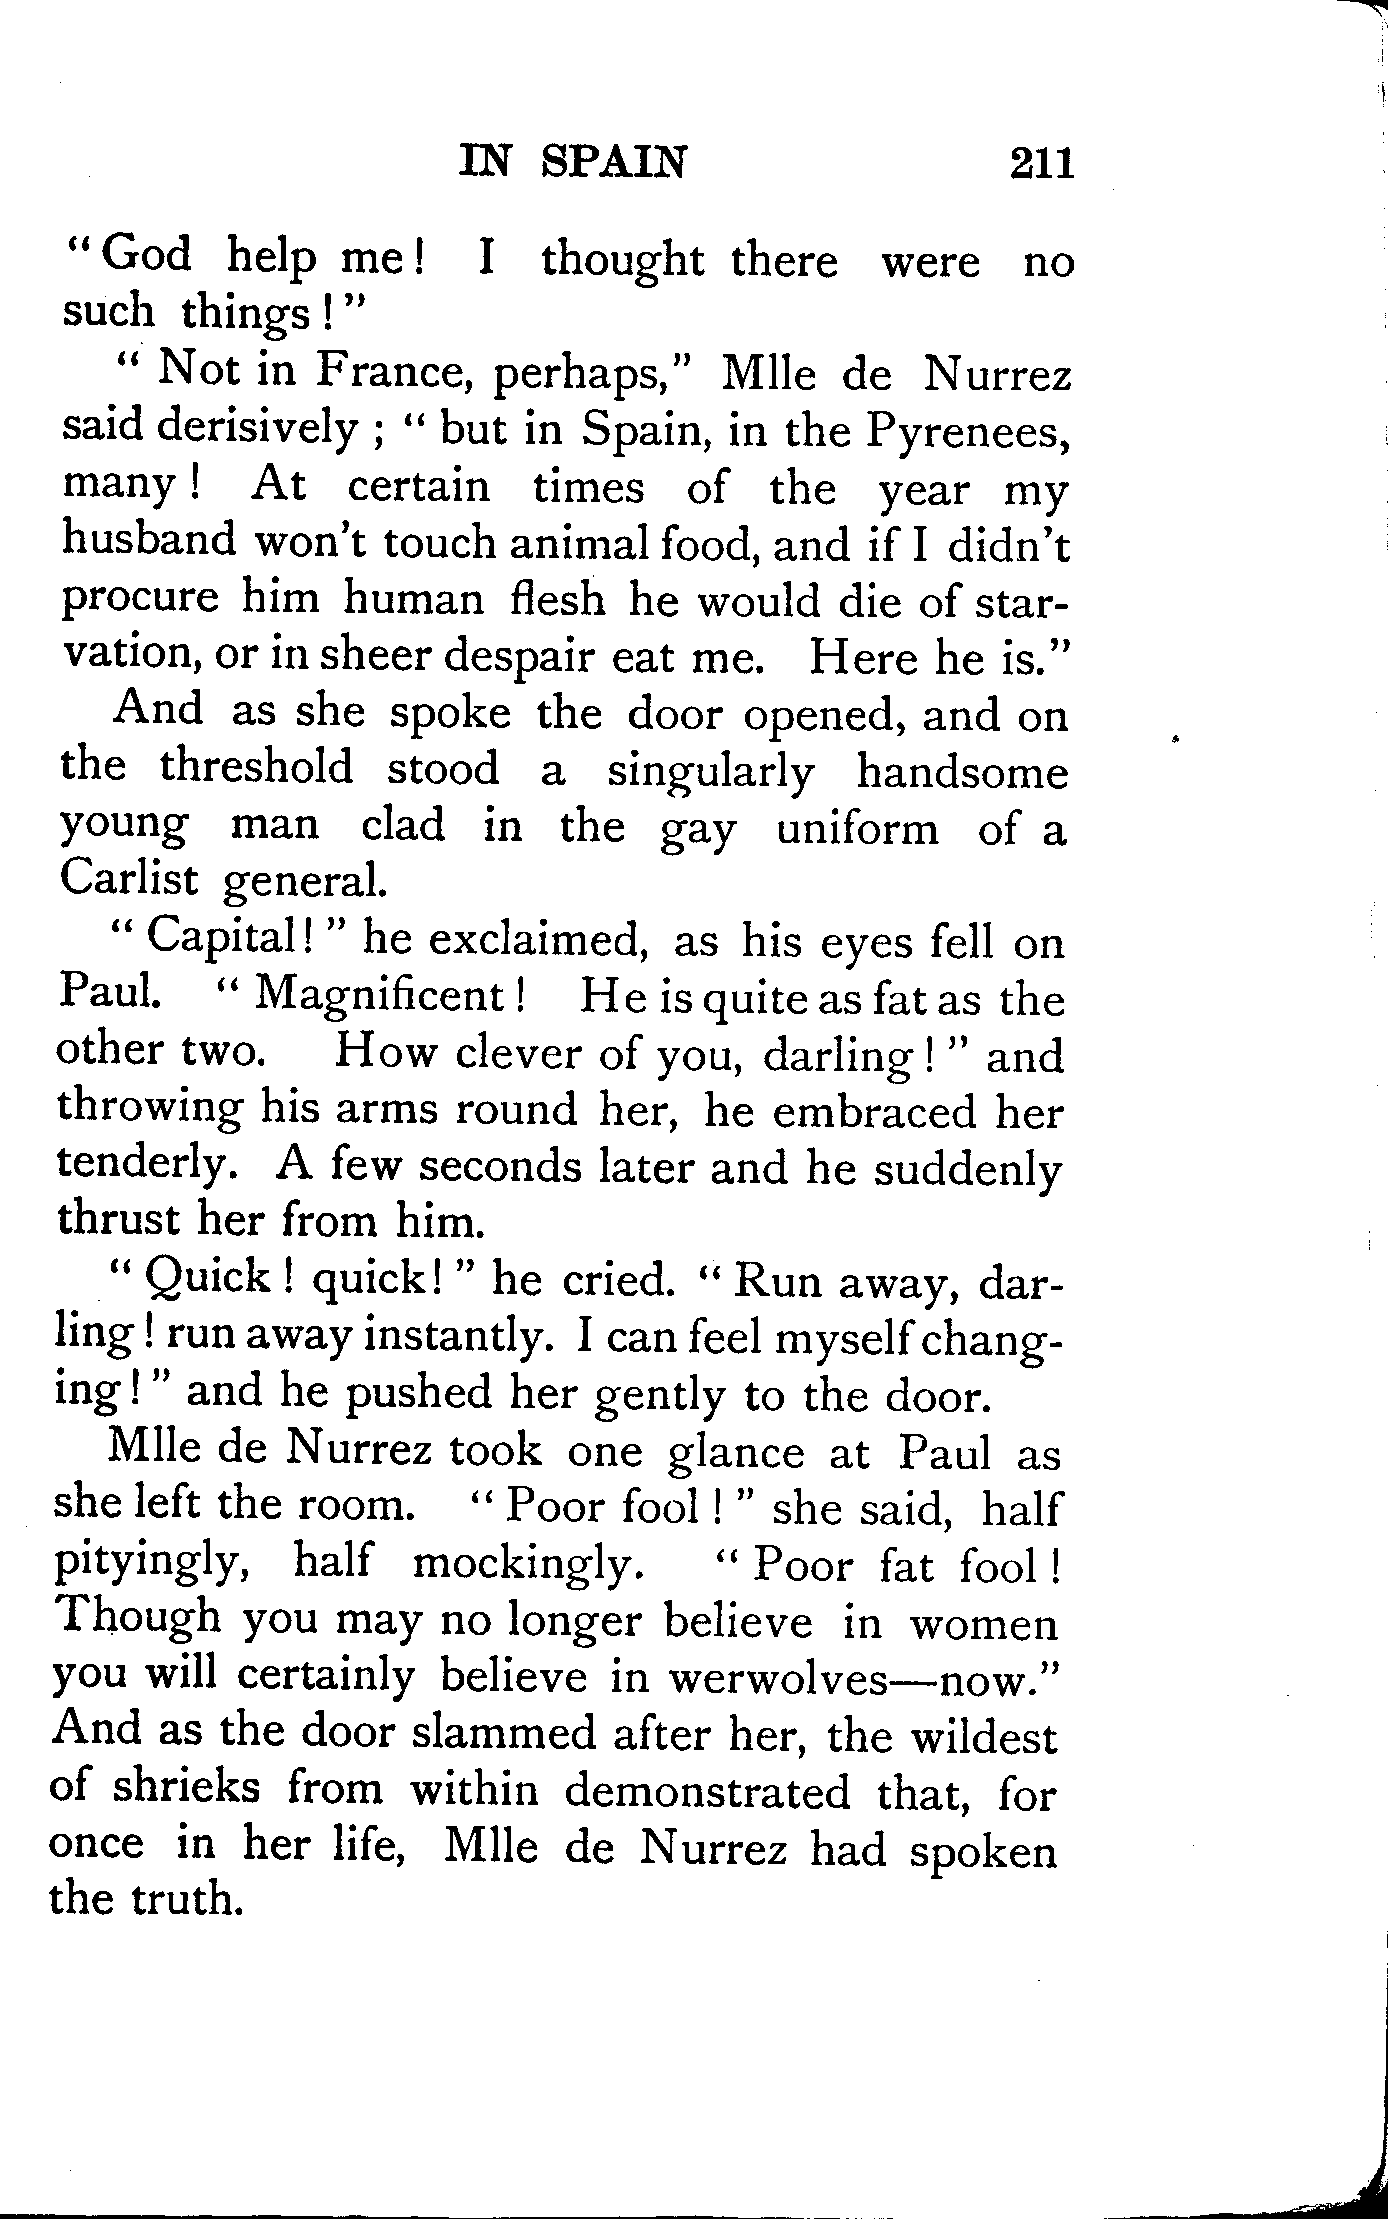 IN SPAIN 211
“God help me! I thought there were no
such things!”
“Not in France, perhaps,” Mlle de Nurrez
said derisively; “but in Spain, in the Pyrenees,
many! At certain times of the year my
husband won't touch animal food, and if I didn't
procure him human flesh he would die of star-
vation, or in sheer despair eat me. Here he is.”
And as she spoke the door opened, and on
the threshold stood a singularly handsome
young man clad in the gay uniform of a
Carlist general.
“Capital!” he exclaimed, as his eyes fell on
Paul. “Magnificent! He is quite as fat as the
other two. How clever of you, darling!” and
throwing his arms round her, he embraced her
tenderly. A few seconds later and he suddenly
thrust her from him.
“Quick! quick!” he cried. “Run away, dar-
ling! run away instantly. I can feel myself chang-
ing!” and he pushed her gently to the door.
Mlle de Nurrez took one glance at Paul as
she left the room. “Poor fool!” she said, half
pityingly, half mockingly. “Poor fat fool!
Though you may no longer believe in women
you will certainly believe in werwolves—now.”
And as the door slammed after her, the wildest
of shrieks from within demonstrated that, for
once in her life, Mlle de Nurrez had spoken
the truth.